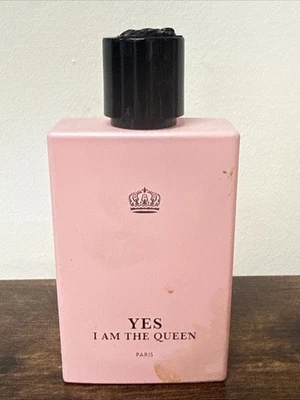 YES
I AM THE QUEEN
PARIS